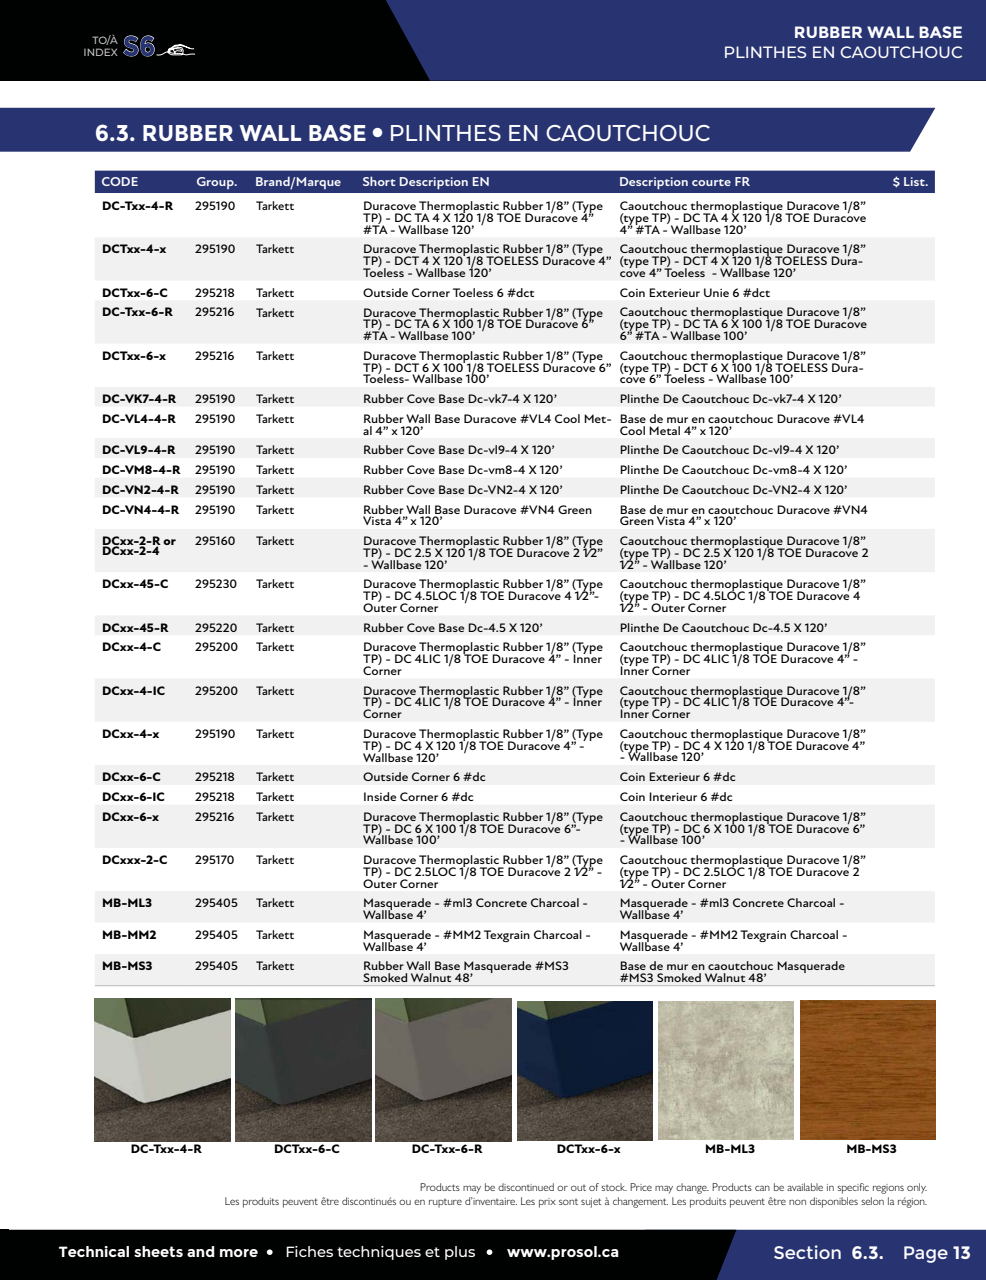 TO/À
INDEX S6
RUBBER WALL BASE
PLINTHES EN CAOUTCHOUC
6.3. RUBBER WALL BASE • PLINTHES EN CAOUTCHOUC
CODE Group. Brand/Marque Short Description EN Description courte FR $ List.
DC-Txx-4-R 295190 Tarkett Duracove Thermoplastic Rubber 1/8” (Type Caoutchouc thermoplastique Duracove 1/8”
TP) - DC TA 4 X 120 1/8 TOE Duracove 4” (type TP) - DC TA 4 X 120 1/8 TOE Duracove
#TA - Wallbase 120’ 4” #TA - Wallbase 120’
DCTxx-4-x 295190 Tarkett Duracove Thermoplastic Rubber 1/8” (Type Caoutchouc thermoplastique Duracove 1/8”
TP) - DCT 4 X 120 1/8 TOELESS Duracove 4” (type TP) - DCT 4 X 120 1/8 TOELESS Dura-
Toeless - Wallbase 120’ cove 4” Toeless - Wallbase 120’
DCTxx-6-C 295218 Tarkett Outside Corner Toeless 6 #dct Coin Exterieur Unie 6 #dct
DC-Txx-6-R 295216 Tarkett Duracove Thermoplastic Rubber 1/8” (Type Caoutchouc thermoplastique Duracove 1/8”
TP) - DC TA 6 X 100 1/8 TOE Duracove 6” (type TP) - DC TA 6 X 100 1/8 TOE Duracove
#TA - Wallbase 100’ 6” #TA - Wallbase 100’
DCTxx-6-x 295216 Tarkett Duracove Thermoplastic Rubber 1/8” (Type Caoutchouc thermoplastique Duracove 1/8”
TP) - DCT 6 X 100 1/8 TOELESS Duracove 6” (type TP) - DCT 6 X 100 1/8 TOELESS Dura-
Toeless- Wallbase 100’ cove 6” Toeless - Wallbase 100’
DC-VK7-4-R 295190 Tarkett Rubber Cove Base Dc-vk7-4 X 120’ Plinthe De Caoutchouc Dc-vk7-4 X 120’
DC-VL4-4-R 295190 Tarkett Rubber Wall Base Duracove #VL4 Cool Met- Base de mur en caoutchouc Duracove #VL4
al 4” x 120’ Cool Metal 4” x 120’
DC-VL9-4-R 295190 Tarkett Rubber Cove Base Dc-vl9-4 X 120’ Plinthe De Caoutchouc Dc-vl9-4 X 120’
DC-VM8-4-R 295190 Tarkett Rubber Cove Base Dc-vm8-4 X 120’ Plinthe De Caoutchouc Dc-vm8-4 X 120’
DC-VN2-4-R 295190 Tarkett Rubber Cove Base Dc-VN2-4 X 120’ Plinthe De Caoutchouc Dc-VN2-4 X 120’
DC-VN4-4-R 295190 Tarkett Rubber Wall Base Duracove #VN4 Green Base de mur en caoutchouc Duracove #VN4
Vista 4” x 120’ Green Vista 4” x 120’
DCxx-2-R or 295160 Tarkett Duracove Thermoplastic Rubber 1/8” (Type Caoutchouc thermoplastique Duracove 1/8”
DCxx-2-4 TP) - DC 2.5 X 120 1/8 TOE Duracove 2 1⁄2” (type TP) - DC 2.5 X 120 1/8 TOE Duracove 2
- Wallbase 120’ 1⁄2” - Wallbase 120’
DCxx-45-C 295230 Tarkett Duracove Thermoplastic Rubber 1/8” (Type Caoutchouc thermoplastique Duracove 1/8”
TP) - DC 4.5LOC 1/8 TOE Duracove 4 1⁄2”- (type TP) - DC 4.5LOC 1/8 TOE Duracove 4
Outer Corner 1⁄2” - Outer Corner
DCxx-45-R 295220 Tarkett Rubber Cove Base Dc-4.5 X 120’ Plinthe De Caoutchouc Dc-4.5 X 120’
DCxx-4-C 295200 Tarkett Duracove Thermoplastic Rubber 1/8” (Type Caoutchouc thermoplastique Duracove 1/8”
TP) - DC 4LIC 1/8 TOE Duracove 4” - Inner (type TP) - DC 4LIC 1/8 TOE Duracove 4” -
Corner Inner Corner
DCxx-4-IC 295200 Tarkett Duracove Thermoplastic Rubber 1/8” (Type Caoutchouc thermoplastique Duracove 1/8”
TP) - DC 4LIC 1/8 TOE Duracove 4” - Inner (type TP) - DC 4LIC 1/8 TOE Duracove 4”-
Corner Inner Corner
DCxx-4-x 295190 Tarkett Duracove Thermoplastic Rubber 1/8” (Type Caoutchouc thermoplastique Duracove 1/8”
TP) - DC 4 X 120 1/8 TOE Duracove 4” - (type TP) - DC 4 X 120 1/8 TOE Duracove 4”
Wallbase 120’ - Wallbase 120’
DCxx-6-C 295218 Tarkett Outside Corner 6 #dc Coin Exterieur 6 #dc
DCxx-6-IC 295218 Tarkett Inside Corner 6 #dc Coin Interieur 6 #dc
DCxx-6-x 295216 Tarkett Duracove Thermoplastic Rubber 1/8” (Type Caoutchouc thermoplastique Duracove 1/8”
TP) - DC 6 X 100 1/8 TOE Duracove 6”- (type TP) - DC 6 X 100 1/8 TOE Duracove 6”
Wallbase 100’ - Wallbase 100’
DCxxx-2-C 295170 Tarkett Duracove Thermoplastic Rubber 1/8” (Type Caoutchouc thermoplastique Duracove 1/8”
TP) - DC 2.5LOC 1/8 TOE Duracove 2 1⁄2” - (type TP) - DC 2.5LOC 1/8 TOE Duracove 2
Outer Corner 1⁄2” - Outer Corner
MB-ML3 295405 Tarkett Masquerade - #ml3 Concrete Charcoal - Masquerade - #ml3 Concrete Charcoal -
Wallbase 4’ Wallbase 4’
MB-MM2 295405 Tarkett Masquerade - #MM2 Texgrain Charcoal - Masquerade - #MM2 Texgrain Charcoal -
Wallbase 4’ Wallbase 4’
MB-MS3 295405 Tarkett Rubber Wall Base Masquerade #MS3 Base de mur en caoutchouc Masquerade
Smoked Walnut 48’ #MS3 Smoked Walnut 48’
DC-Txx-4-R DCTxx-6-C DC-Txx-6-R DCTxx-6-x MB-ML3 MB-MS3
Products may be discontinued or out of stock. Price may change. Products can be available in specific regions only.
Les produits peuvent être discontinués ou en rupture d’inventaire. Les prix sont sujet à changement. Les produits peuvent être non disponibles selon la région.
Technical sheets and more • Fiches techniques et plus • www.prosol.ca
Section 6.3. Page 13